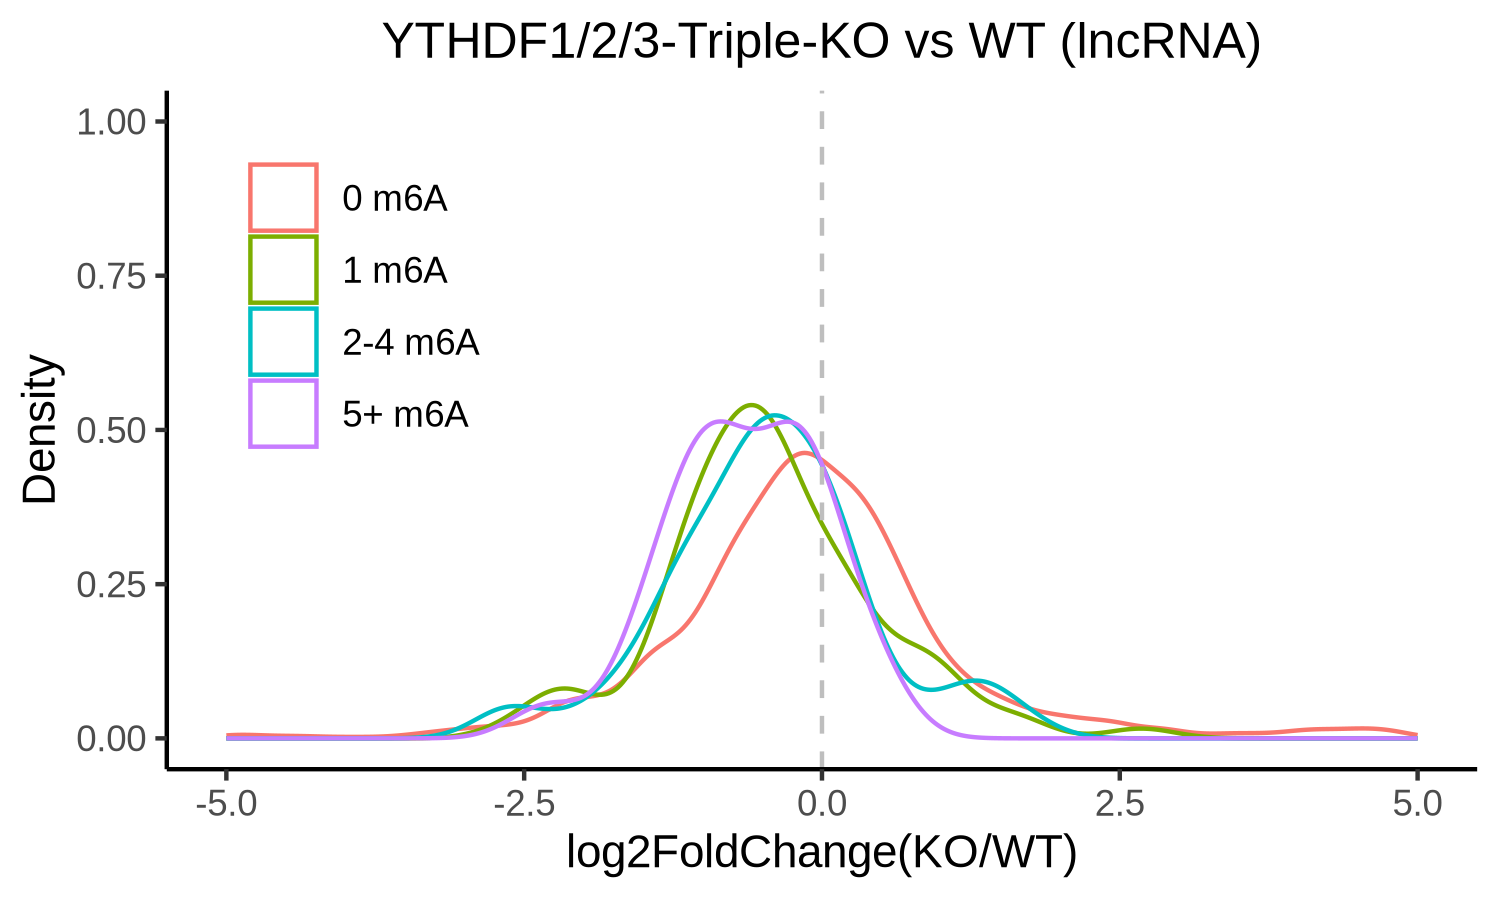 YTHDF1/2/3-Triple-KO vs WT (lncRNA)
1.00
0.75
0.50
0.25
0.00
Density
0 m6A
1 m6A
2-4 m6A
5+ m6A
-5.0
-2.5
0.0
2.5
5.0
log2FoldChange(KO/WT)